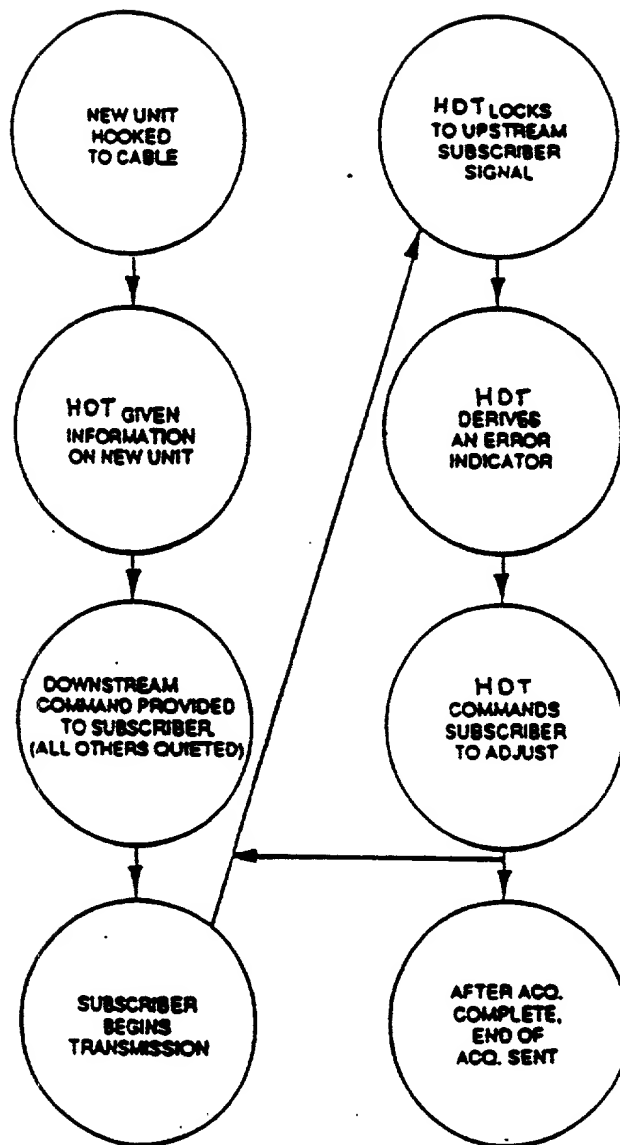 NEW UNIT
HOOKED
TO CABLE
HDT GIVEN
INFORMATION
ON NEW UNIT
DOWNSTREAM
COMMAND PROVIDED
TO SUBSCRIBER
(ALL OTHERS QUIETED)
SUBSCRIBER
BEGINS
TRANSMISSION
HDT LOCKS
TO UPSTREAM
SUBSCRIBER
SIGNAL
HDT
DERIVES
AN ERROR
INDICATOR
HDT
COMMANDS
SUBSCRIBER
TO ADJUST
AFTER ACQ.
COMPLETE,
END OF
ACQ. SENT